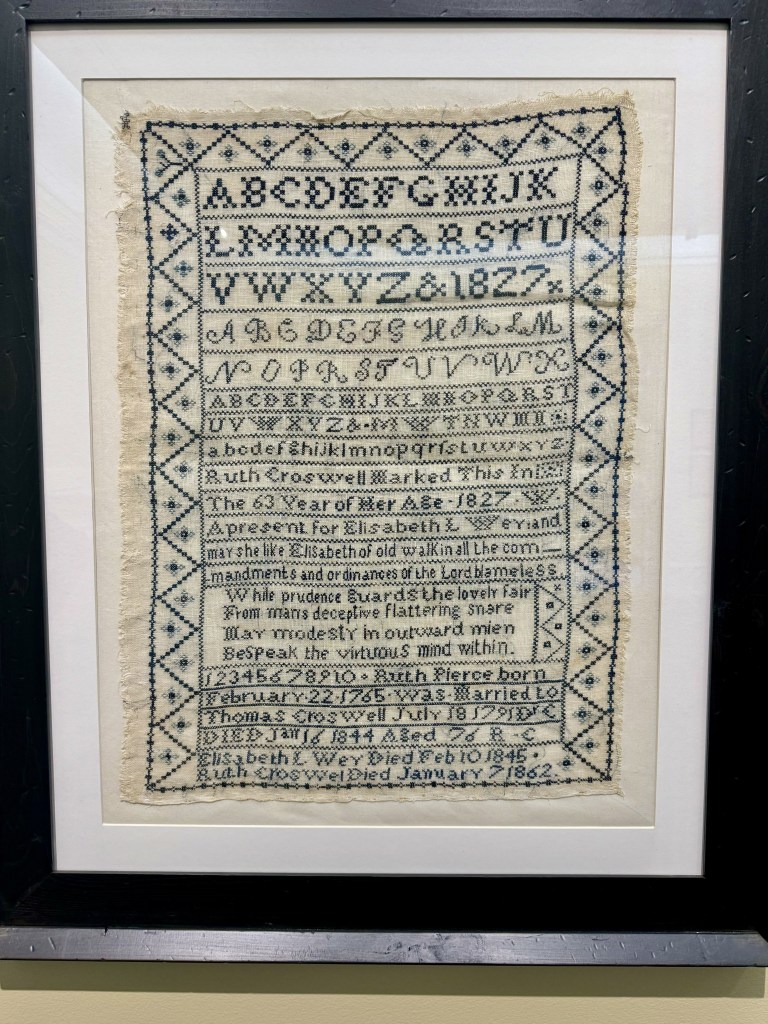 ABCDEFGHIJK
LMNOPQRSTU
VWXYZ&1827
ABCDEFGHIKLM
NOPRSTUVWX
ABCDEFGHIJKLMNOPQRST
UVWXYZ&
abcdefghijklmnopqrſstuvwxyz
Ruth Croswell Marked This In
The 63 Year of Her Age 1827
A present for Elisabeth L Wey and
may she like Elisabeth of old walk in all the com
mandments and ordinances of the Lord blameless
While prudence guards the lovely fair
From mans deceptive flattering snare
May modesty in outward mien
Bespeak the virtuous mind within.
12345678910 • Ruth Pierce born
February 22 1765 was Married to
Thomas Croswell July 18 1791
DIED Jan 16 1844 Aged 76 R C
Elisabeth L Wey Died Feb 10 1845 •
Ruth Croswel Died January 7 1862